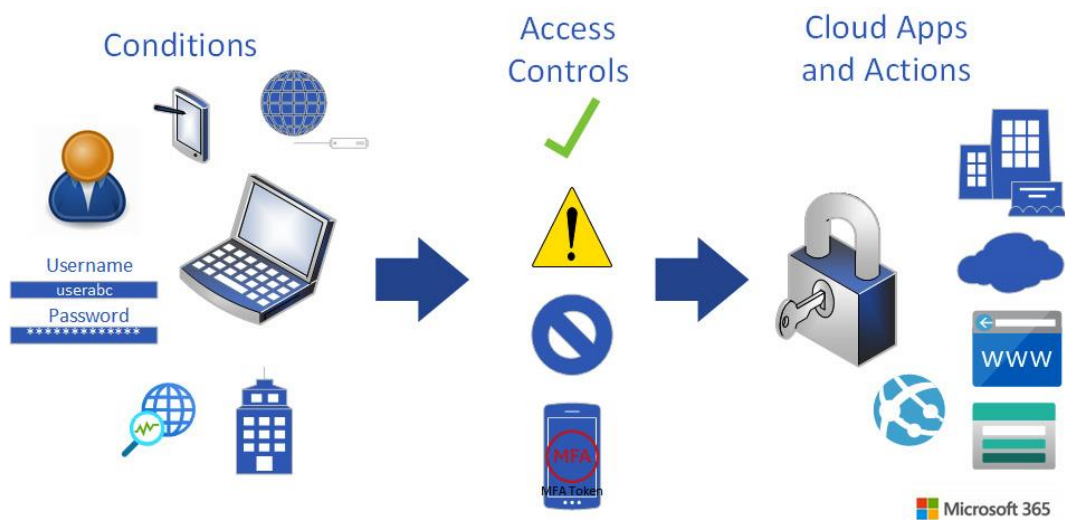 Conditions
Access
Controls
Cloud Apps
and Actions
Username
userabc
Password
*************
WWW
MFA
MFA Token
Microsoft 365